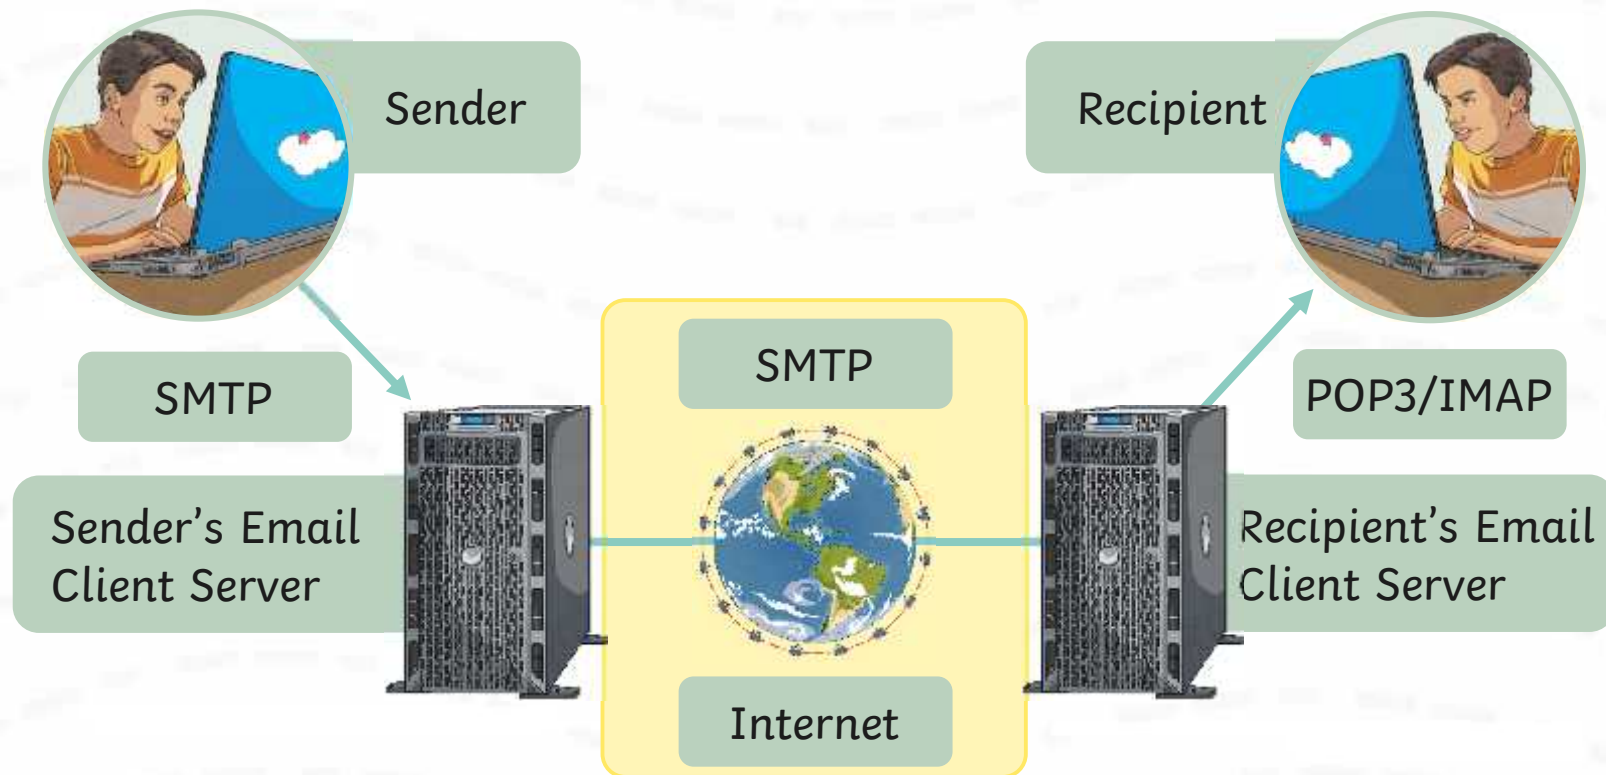 Sender
Recipient
SMTP
SMTP
POP3/IMAP
Sender’s Email
Client Server
Recipient’s Email
Client Server
Internet